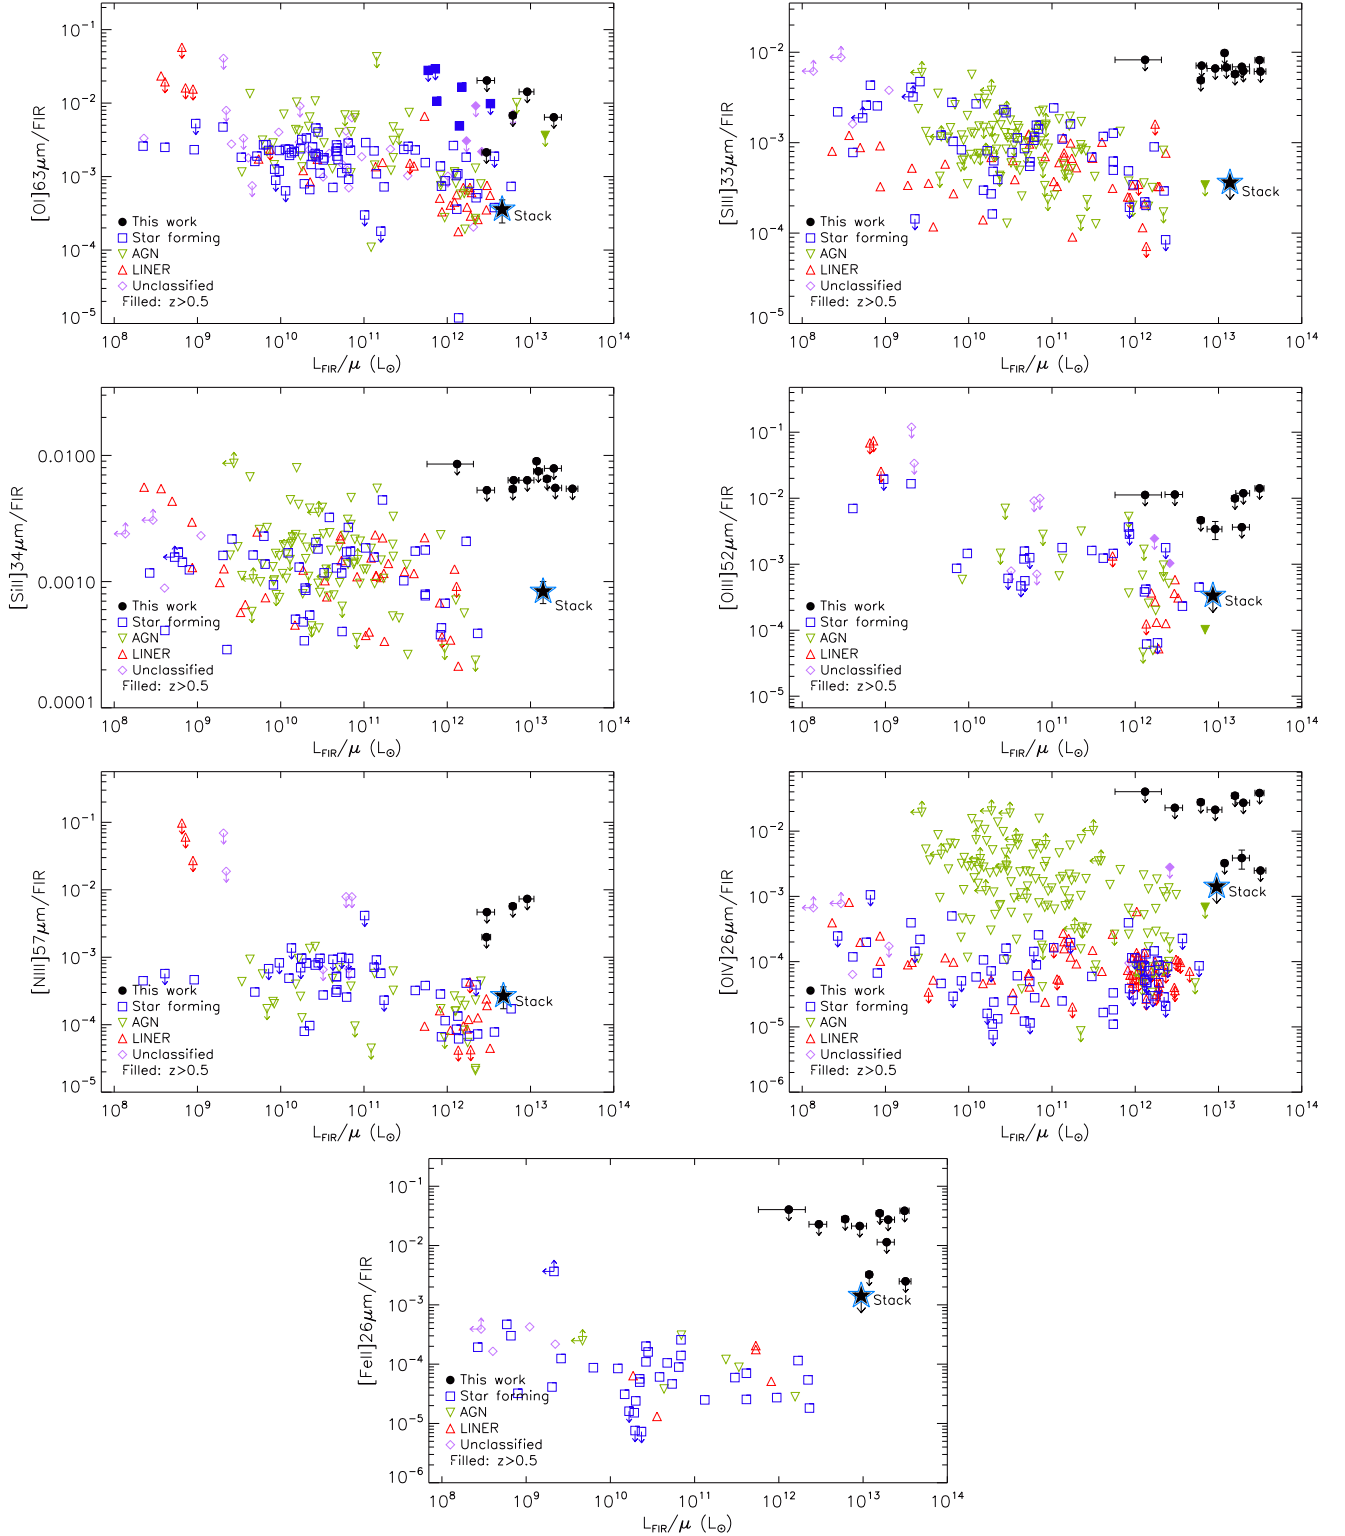 [OI]63μm/FIR
10⁻¹
10⁻²
10⁻³
10⁻⁴
10⁻⁵
This work
Star forming
AGN
LINER
Unclassified
Filled: z>0.5
Stack
10⁸ 10⁹ 10¹⁰ 10¹¹ 10¹² 10¹³ 10¹⁴
L_FIR/μ (L⊙)
[SIII]33μm/FIR
10⁻²
10⁻³
10⁻⁴
10⁻⁵
This work
Star forming
AGN
LINER
Unclassified
Filled: z>0.5
Stack
10⁸ 10⁹ 10¹⁰ 10¹¹ 10¹² 10¹³ 10¹⁴
L_FIR/μ (L⊙)
[SiII]34μm/FIR
0.0100
0.0010
0.0001
This work
Star forming
AGN
LINER
Unclassified
Filled: z>0.5
Stack
10⁸ 10⁹ 10¹⁰ 10¹¹ 10¹² 10¹³ 10¹⁴
L_FIR/μ (L⊙)
[OIII]52μm/FIR
10⁻¹
10⁻²
10⁻³
10⁻⁴
10⁻⁵
This work
Star forming
AGN
LINER
Unclassified
Filled: z>0.5
Stack
10⁸ 10⁹ 10¹⁰ 10¹¹ 10¹² 10¹³ 10¹⁴
L_FIR/μ (L⊙)
[NIII]57μm/FIR
10⁻¹
10⁻²
10⁻³
10⁻⁴
10⁻⁵
This work
Star forming
AGN
LINER
Unclassified
Filled: z>0.5
Stack
10⁸ 10⁹ 10¹⁰ 10¹¹ 10¹² 10¹³ 10¹⁴
L_FIR/μ (L⊙)
[OIV]26μm/FIR
10⁻²
10⁻³
10⁻⁴
10⁻⁵
10⁻⁶
This work
Star forming
AGN
LINER
Unclassified
Filled: z>0.5
Stack
10⁸ 10⁹ 10¹⁰ 10¹¹ 10¹² 10¹³ 10¹⁴
L_FIR/μ (L⊙)
[FeII]26μm/FIR
10⁻¹
10⁻²
10⁻³
10⁻⁴
10⁻⁵
10⁻⁶
This work
Star forming
AGN
LINER
Unclassified
Filled: z>0.5
Stack
10⁸ 10⁹ 10¹⁰ 10¹¹ 10¹² 10¹³ 10¹⁴
L_FIR/μ (L⊙)